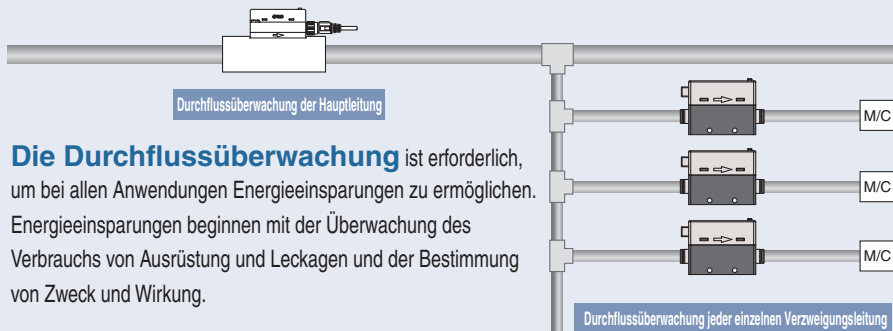 Durchflussüberwachung der Hauptleitung
M/C
Die Durchflussüberwachung ist erforderlich,
um bei allen Anwendungen Energieeinsparungen zu ermöglichen.
Energieeinsparungen beginnen mit der Überwachung des
Verbrauchs von Ausrüstung und Leckagen und der Bestimmung
von Zweck und Wirkung.
M/C
M/C
Durchflussüberwachung jeder einzelnen Verzweigungsleitung